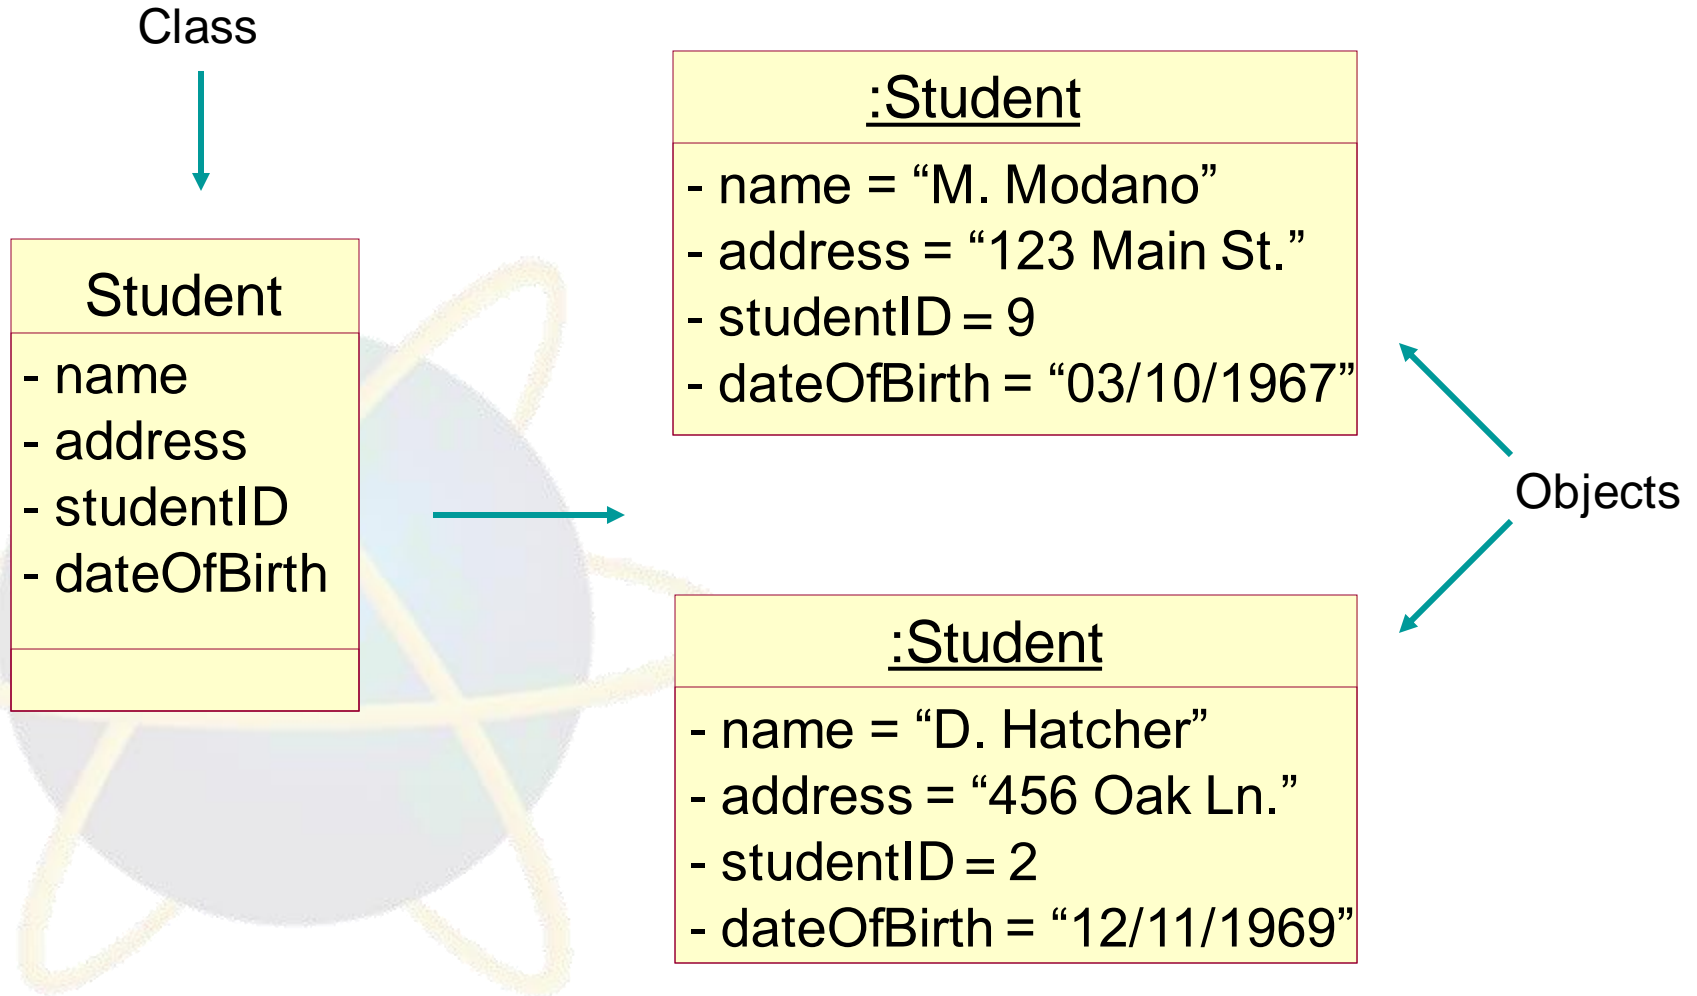 Class
Student
- name
- address
- studentID
- dateOfBirth
:Student
- name = “M. Modano”
- address = “123 Main St.”
- studentID = 9
- dateOfBirth = “03/10/1967”
Objects
:Student
- name = “D. Hatcher”
- address = “456 Oak Ln.”
- studentID = 2
- dateOfBirth = “12/11/1969”